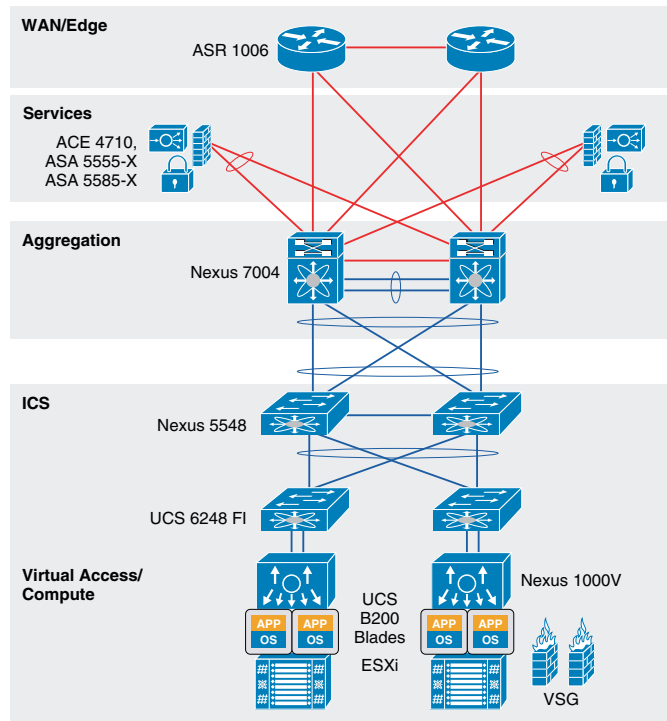 WAN/Edge
ASR 1006
Services
ACE 4710,
ASA 5555-X
ASA 5585-X
Aggregation
Nexus 7004
ICS
Nexus 5548
UCS 6248 FI
Virtual Access/
Compute
Nexus 1000V
UCS
B200
Blades
APP APP APP APP
OS OS OS OS
ESXi
VSG